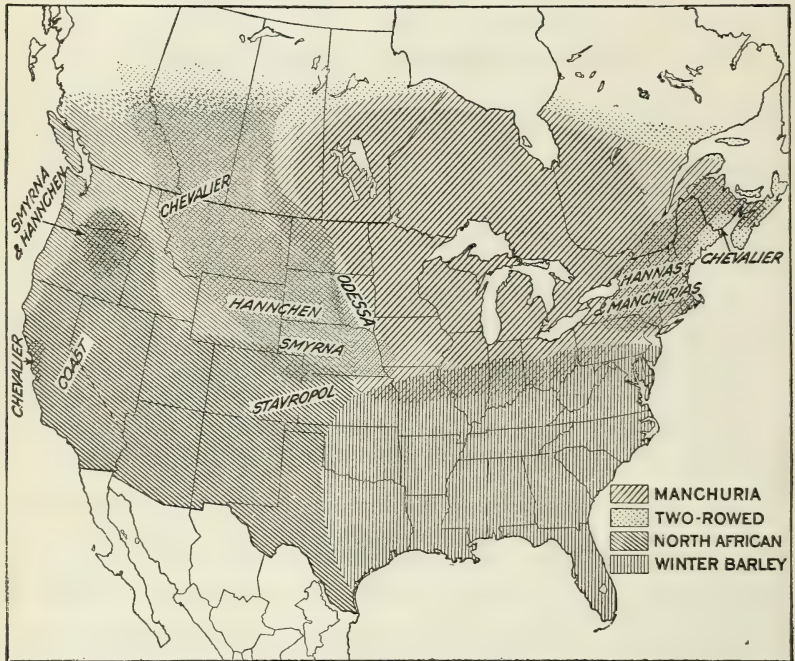 SMYRNA
& HANNCHEN
CHEVALIER
CHEVALIER
HANNCHEN
ODESSA
SMYRNA
STAVROPOL
CHEVALIER
COAST
HANNAS
& MANCHURIAS
MANCHURIA
TWO-ROWED
NORTH AFRICAN
WINTER BARLEY